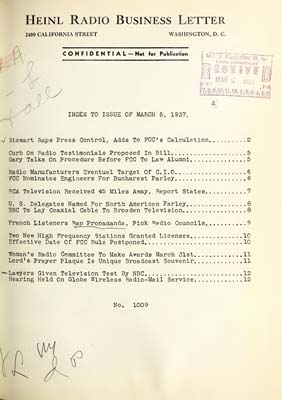 HEINL RADIO BUSINESS LETTER
2400 CALIFORNIA STREET WASHINGTON, D. C.
CONFIDENTIAL—Not for Publication
RECEIVED
MAR 8 1937
INDEX TO ISSUE OF MARCH 5, 1937.
Stewart Raps Press Control, Adds To FCC's Calculation..........2
Curb On Radio Testimonials Proposed In Bill....................5
Gary Talks On Procedure Before FCC To Law Alumni...............5
Radio Manufacturers Eventual Target Of C.I.O...................6
FCC Nominates Engineers For Bucharest Parley...................6
RCA Television Received 45 Miles Away, Report States...........7
U. S. Delegates Named For North American Parley................8
BBC To Lay Coaxial Cable To Broaden Television.................8
French Listeners Rap Propaganda, Pick Radio Councils...........9
Two New High Frequency Stations Granted Licenses..............10
Effective Date Of FCC Rule Postponed..........................10
Women's Radio Committee To Make Awards March 31st.............11
Lord's Prayer Plaque Is Unique Broadcast Souvenir.............11
Lawyers Given Television Test By NBC..........................12
Hearing Held On Globe Wireless Radio-Mail Service.............12
No. 1009